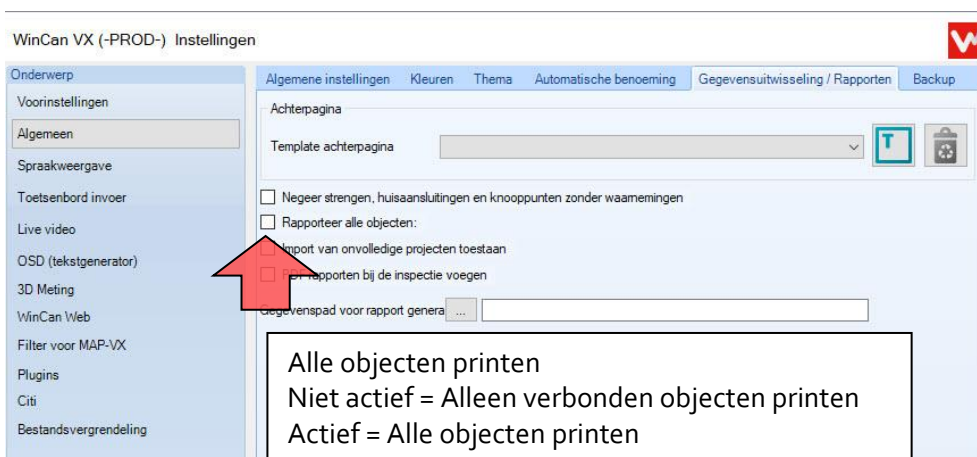 WinCan VX (-PROD-) Instellingen
Onderwerp
Voorinstellingen
Algemeen
Spraakweergave
Toetsenbord invoer
Live video
OSD (tekstgenerator)
3D Meting
WinCan Web
Filter voor MAP-VX
Plugins
Citi
Bestandsvergrendeling
Algemene instellingen Kleuren Thema Automatische benoeming Gegevensuitwisseling / Rapporten Backup
Achterpagina
Template achterpagina
T
Negeer strengen, huisaansluitingen en knooppunten zonder waarnemingen
Rapporteer alle objecten:
Import van onvolledige projecten toestaan
PDF rapporten bij de inspectie voegen
Gegevenspad voor rapport genera ...
Alle objecten printen
Niet actief = Alleen verbonden objecten printen
Actief = Alle objecten printen